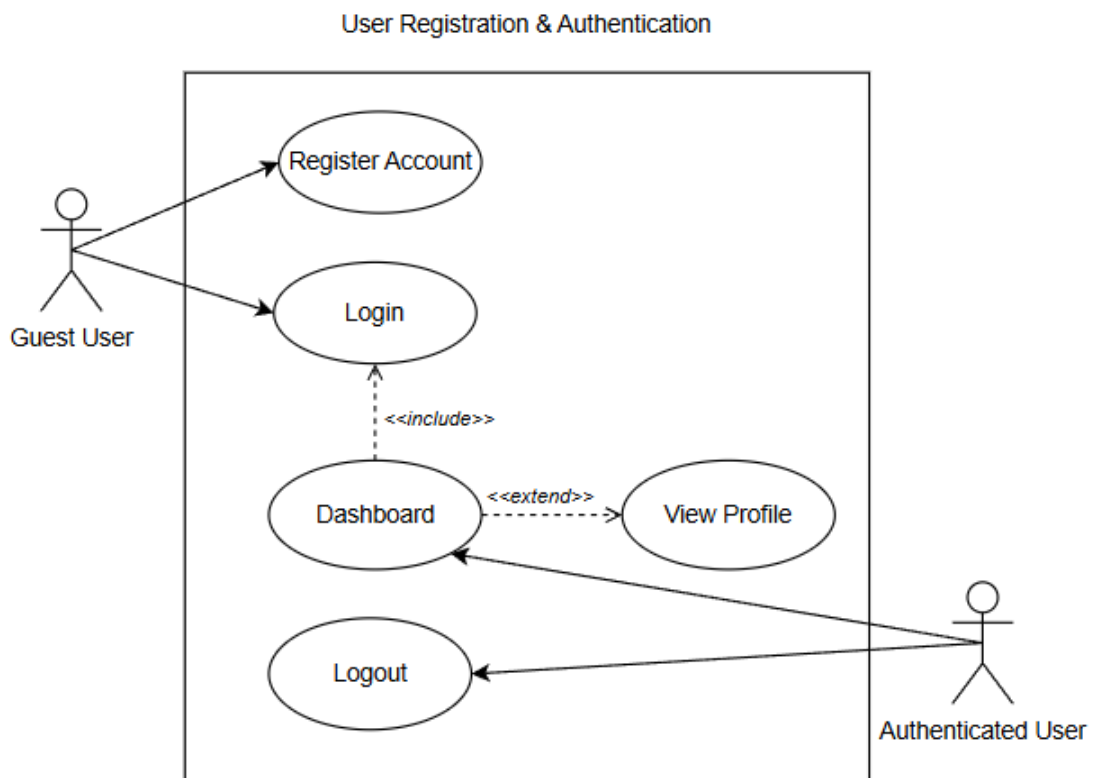 User Registration & Authentication
Register Account
Login
Guest User
<<include>>
Dashboard
<<extend>>
View Profile
Logout
Authenticated User